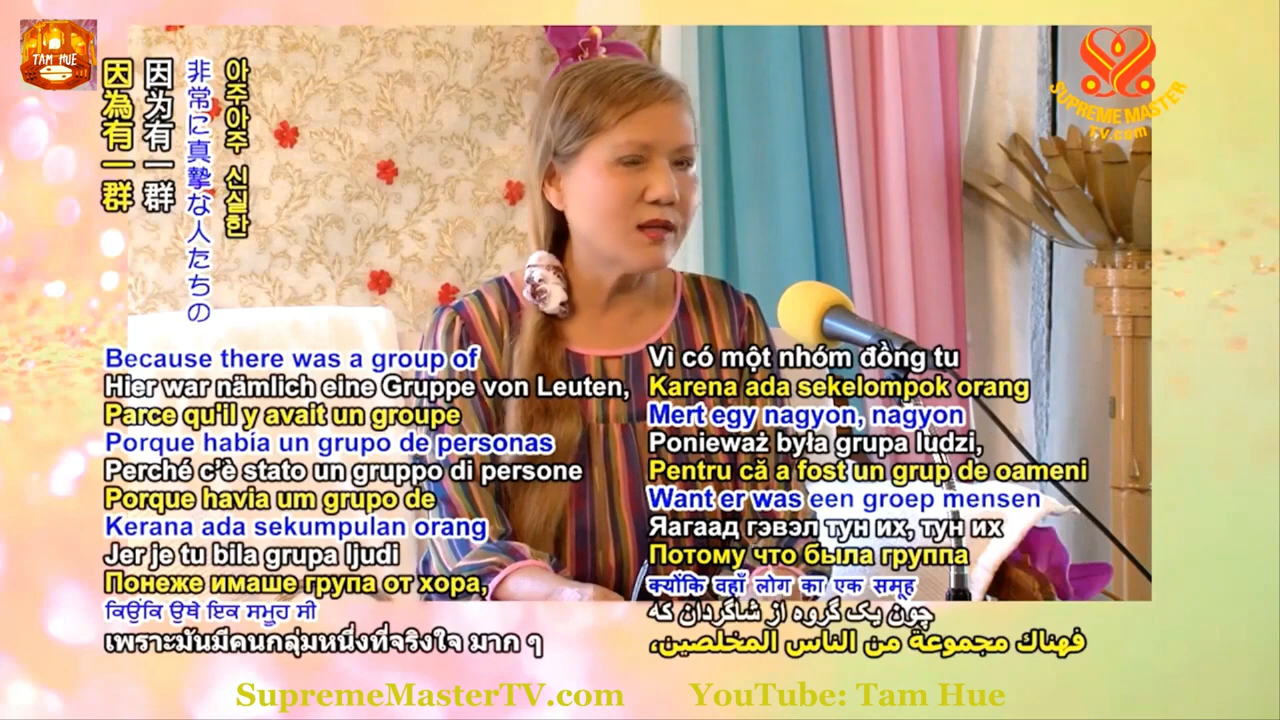 TAM HUE
SUPREME MASTER
TV.com
아주아주 신실한
非常に真摯な人たちの
因为有一群
因為有一群
Because there was a group of
Hier war nämlich eine Gruppe von Leuten,
Parce qu'il y avait un groupe
Porque había un grupo de personas
Perché c’è stato un gruppo di persone
Porque havia um grupo de
Kerana ada sekumpulan orang
Jer je tu bila grupa ljudi
Понеже имаше група от хора,
ਕਿਉਂਕਿ ਉਥੇ ਇਕ ਸਮੂਹ ਸੀ
เพราะมันมีคนกลุ่มหนึ่งที่จริงใจ มาก ๆ
Vì có một nhóm đồng tu
Karena ada sekelompok orang
Mert egy nagyon, nagyon
Ponieważ była grupa ludzi,
Pentru că a fost un grup de oameni
Want er was een groep mensen
Яагаад гэвэл тун их, тун их
Потому что была группа
क्योंकि वहाँ लोग का एक समूह
چون یک گروه از شاگردان که
فهناك مجموعة من الناس المخلصين،
SupremeMasterTV.com
YouTube: Tam Hue